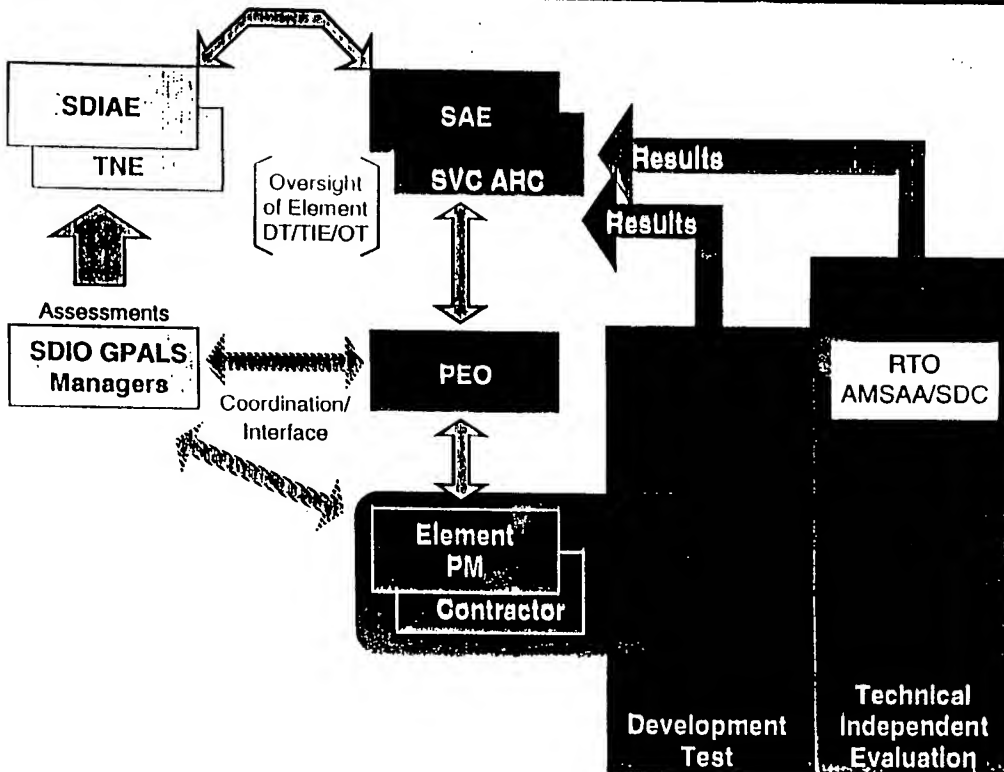 SDIAE
TNE
SAE
SVC ARC
Oversight
of Element
DT/TIE/OT
Results
Results
Assessments
SDIO GPALS
Managers
Coordination/
Interface
PEO
RTO
AMSAA/SDC
Element
PM
Contractor
Development
Test
Technical
Independent
Evaluation